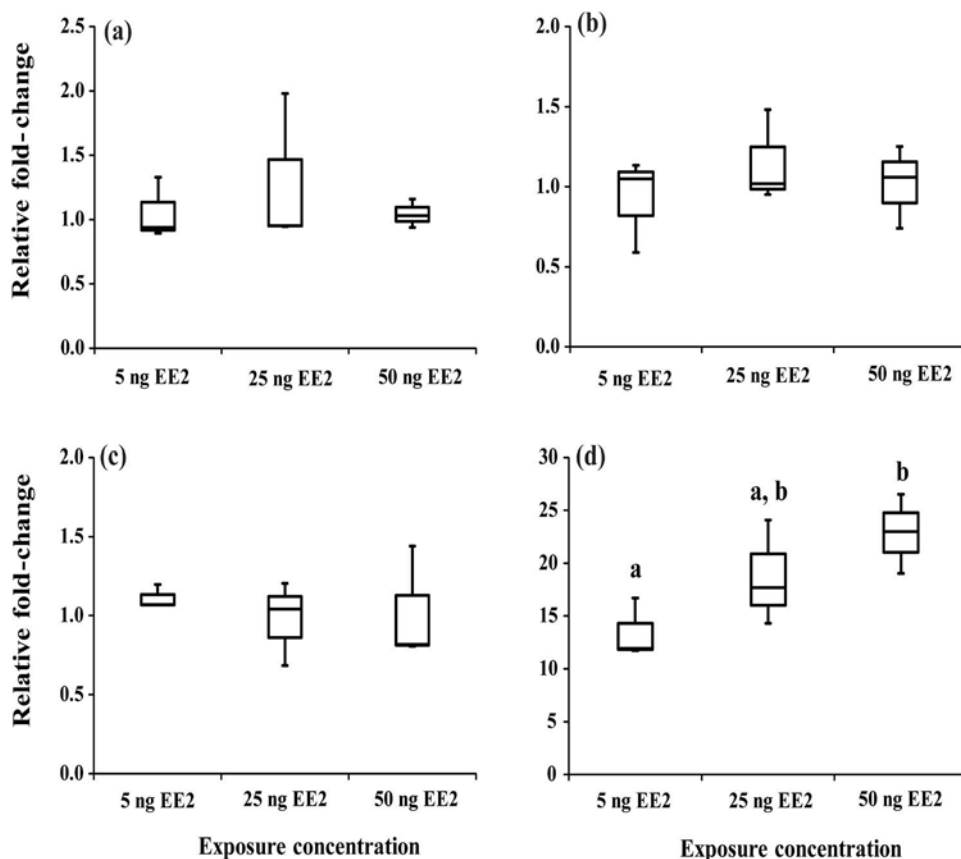 (a)
Relative fold-change
2.5
2.0
1.5
1.0
0.5
0.0
5 ng EE2 25 ng EE2 50 ng EE2
(b)
Relative fold-change
2.0
1.5
1.0
0.5
0.0
5 ng EE2 25 ng EE2 50 ng EE2
(c)
Relative fold-change
2.0
1.5
1.0
0.5
0.0
5 ng EE2 25 ng EE2 50 ng EE2
Exposure concentration
(d)
30
25
20
15
10
5
0
a
a, b
b
5 ng EE2 25 ng EE2 50 ng EE2
Exposure concentration